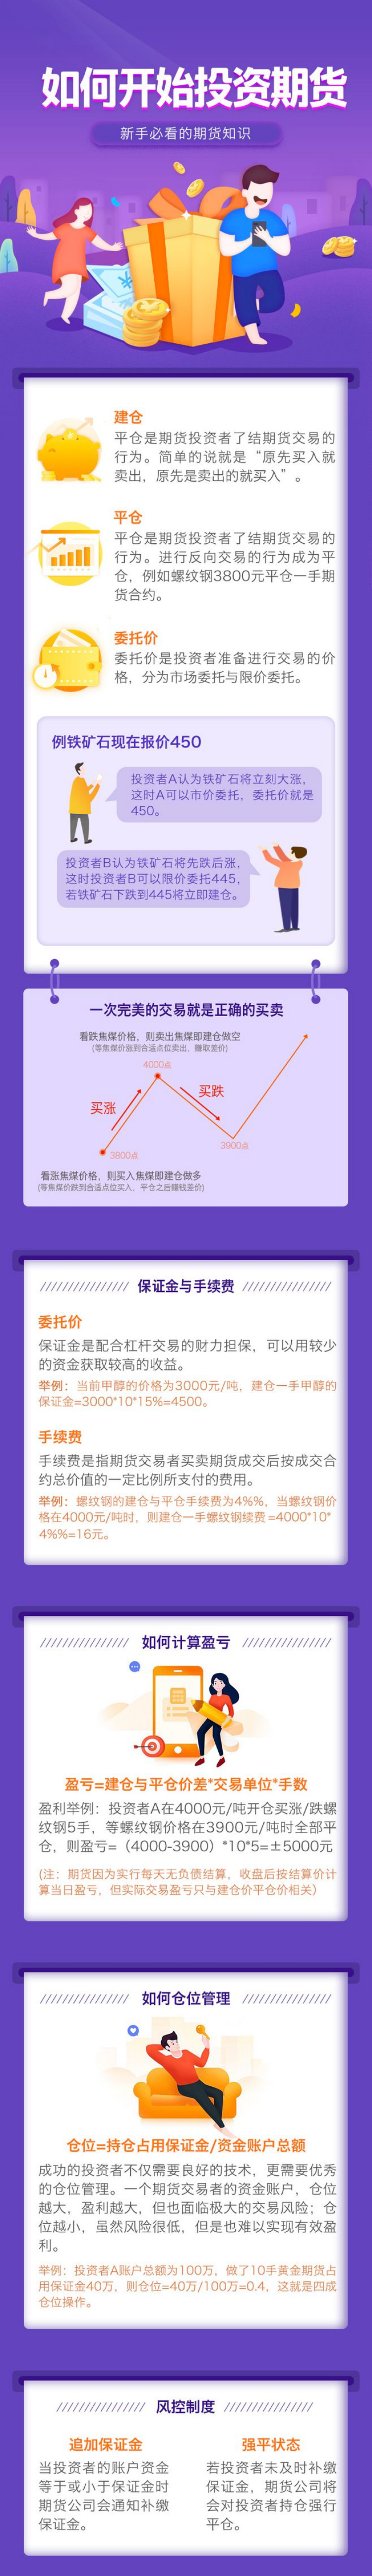 如何开始投资期货
新手必看的期货知识
建仓
平仓是期货投资者了结期货交易的
行为。简单的说就是“原先买入就
卖出，原先是卖出的就买入”。
平仓
平仓是期货投资者了结期货交易的
行为。进行反向交易的行为成为平
仓，例如螺纹钢3800元平仓一手期
货合约。
委托价
委托价是投资者准备进行交易的价
格，分为市场委托与限价委托。
例铁矿石现在报价450
投资者A认为铁矿石将立刻大涨，
这时A可以市价委托，委托价就是
450。
投资者B认为铁矿石将先跌后涨，
这时投资者B可以限价委托445，
若铁矿石下跌到445将立即建仓。
一次完美的交易就是正确的买卖
看跌焦煤价格，则卖出焦煤即建仓做空
(等焦煤价涨到合适点位卖出，赚取差价)
4000点
买涨
买跌
3900点
3800点
看涨焦煤价格，则买入焦煤即建仓做多
(等焦煤价跌到合适点位买入，平仓之后赚钱差价)
保证金与手续费
委托价
保证金是配合杠杆交易的财力担保，可以用较少
的资金获取较高的收益。
举例：当前甲醇的价格为3000元/吨，建仓一手甲醇的
保证金=3000*10*15%=4500。
手续费
手续费是指期货交易者买卖期货成交后按成交合
约总价值的一定比例所支付的费用。
举例：螺纹钢的建仓与平仓手续费为4%%，当螺纹钢价
格在4000元/吨时，则建仓一手螺纹钢续费=4000*10*
4%%=16元。
如何计算盈亏
盈亏=建仓与平仓价差*交易单位*手数
盈利举例：投资者A在4000元/吨开仓买涨/跌螺
纹钢5手，等螺纹钢价格在3900元/吨时全部平
仓，则盈亏=（4000-3900）*10*5=±5000元
(注：期货因为实行每天无负债结算，收盘后按结算价计
算当日盈亏，但实际交易盈亏只与建仓价平仓价相关)
如何仓位管理
仓位=持仓占用保证金/资金账户总额
成功的投资者不仅需要良好的技术，更需要优秀
的仓位管理。一个期货交易者的资金账户，仓位
越大，盈利越大，但也面临极大的交易风险；仓
位越小，虽然风险很低，但是也难以实现有效盈
利。
举例：投资者A账户总额为100万，做了10手黄金期货占
用保证金40万，则仓位=40万/100万=0.4，这就是四成
仓位操作。
风控制度
追加保证金
当投资者的账户资金
等于或小于保证金时
期货公司会通知补缴
保证金。
强平状态
若投资者未及时补缴
保证金，期货公司将
会对投资者持仓强行
平仓。